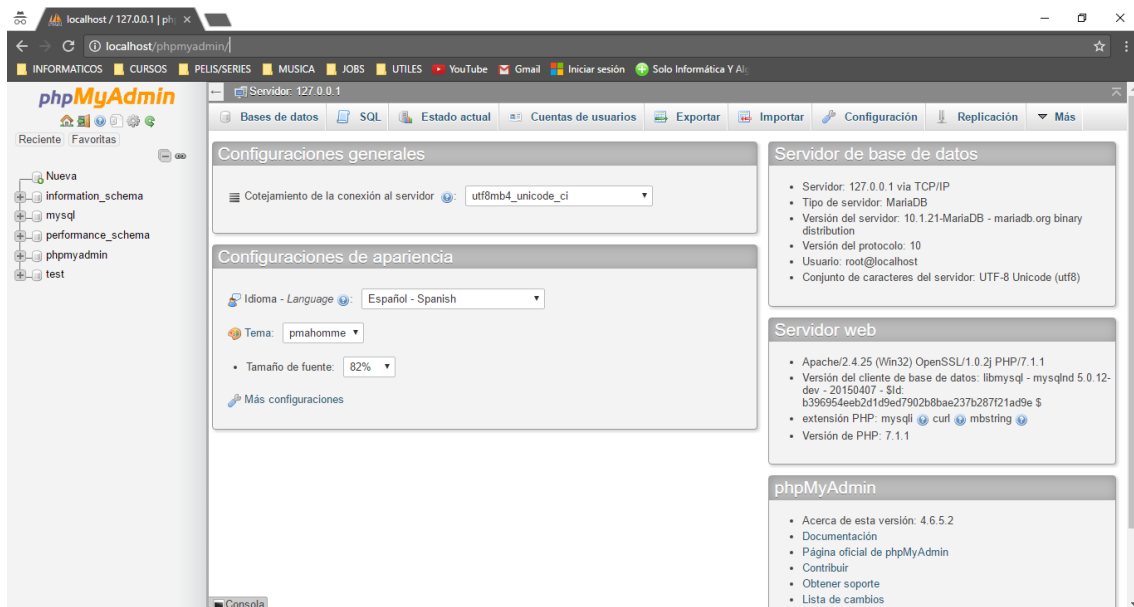 localhost / 127.0.0.1 | ph
localhost/phpmyadmin/
INFORMATICOS CURSOS PELIS/SERIES MUSICA JOBS UTILES YouTube Gmail Iniciar sesión Solo Informática Y Alg
phpMyAdmin
Reciente Favoritas
Nueva
information_schema
mysql
performance_schema
phpmyadmin
test
Servidor: 127.0.0.1
Bases de datos SQL Estado actual Cuentas de usuarios Exportar Importar Configuración Replicación Más
Configuraciones generales
Cotejamiento de la conexión al servidor : utf8mb4_unicode_ci
Configuraciones de apariencia
Idioma - Language : Español - Spanish
Tema: pmahomme
• Tamaño de fuente: 82%
Más configuraciones
Consola
Servidor de base de datos
• Servidor: 127.0.0.1 via TCP/IP
• Tipo de servidor: MariaDB
• Versión del servidor: 10.1.21-MariaDB - mariadb.org binary
distribution
• Versión del protocolo: 10
• Usuario: root@localhost
• Conjunto de caracteres del servidor: UTF-8 Unicode (utf8)
Servidor web
• Apache/2.4.25 (Win32) OpenSSL/1.0.2j PHP/7.1.1
• Versión del cliente de base de datos: libmysql - mysqlnd 5.0.12-
dev - 20150407 - $Id:
b396954eeb2d1d9ed7902b8bae237b287f21ad9e $
• extensión PHP: mysqli curl mbstring
• Versión de PHP: 7.1.1
phpMyAdmin
• Acerca de esta versión: 4.6.5.2
• Documentación
• Página oficial de phpMyAdmin
• Contribuir
• Obtener soporte
• Lista de cambios